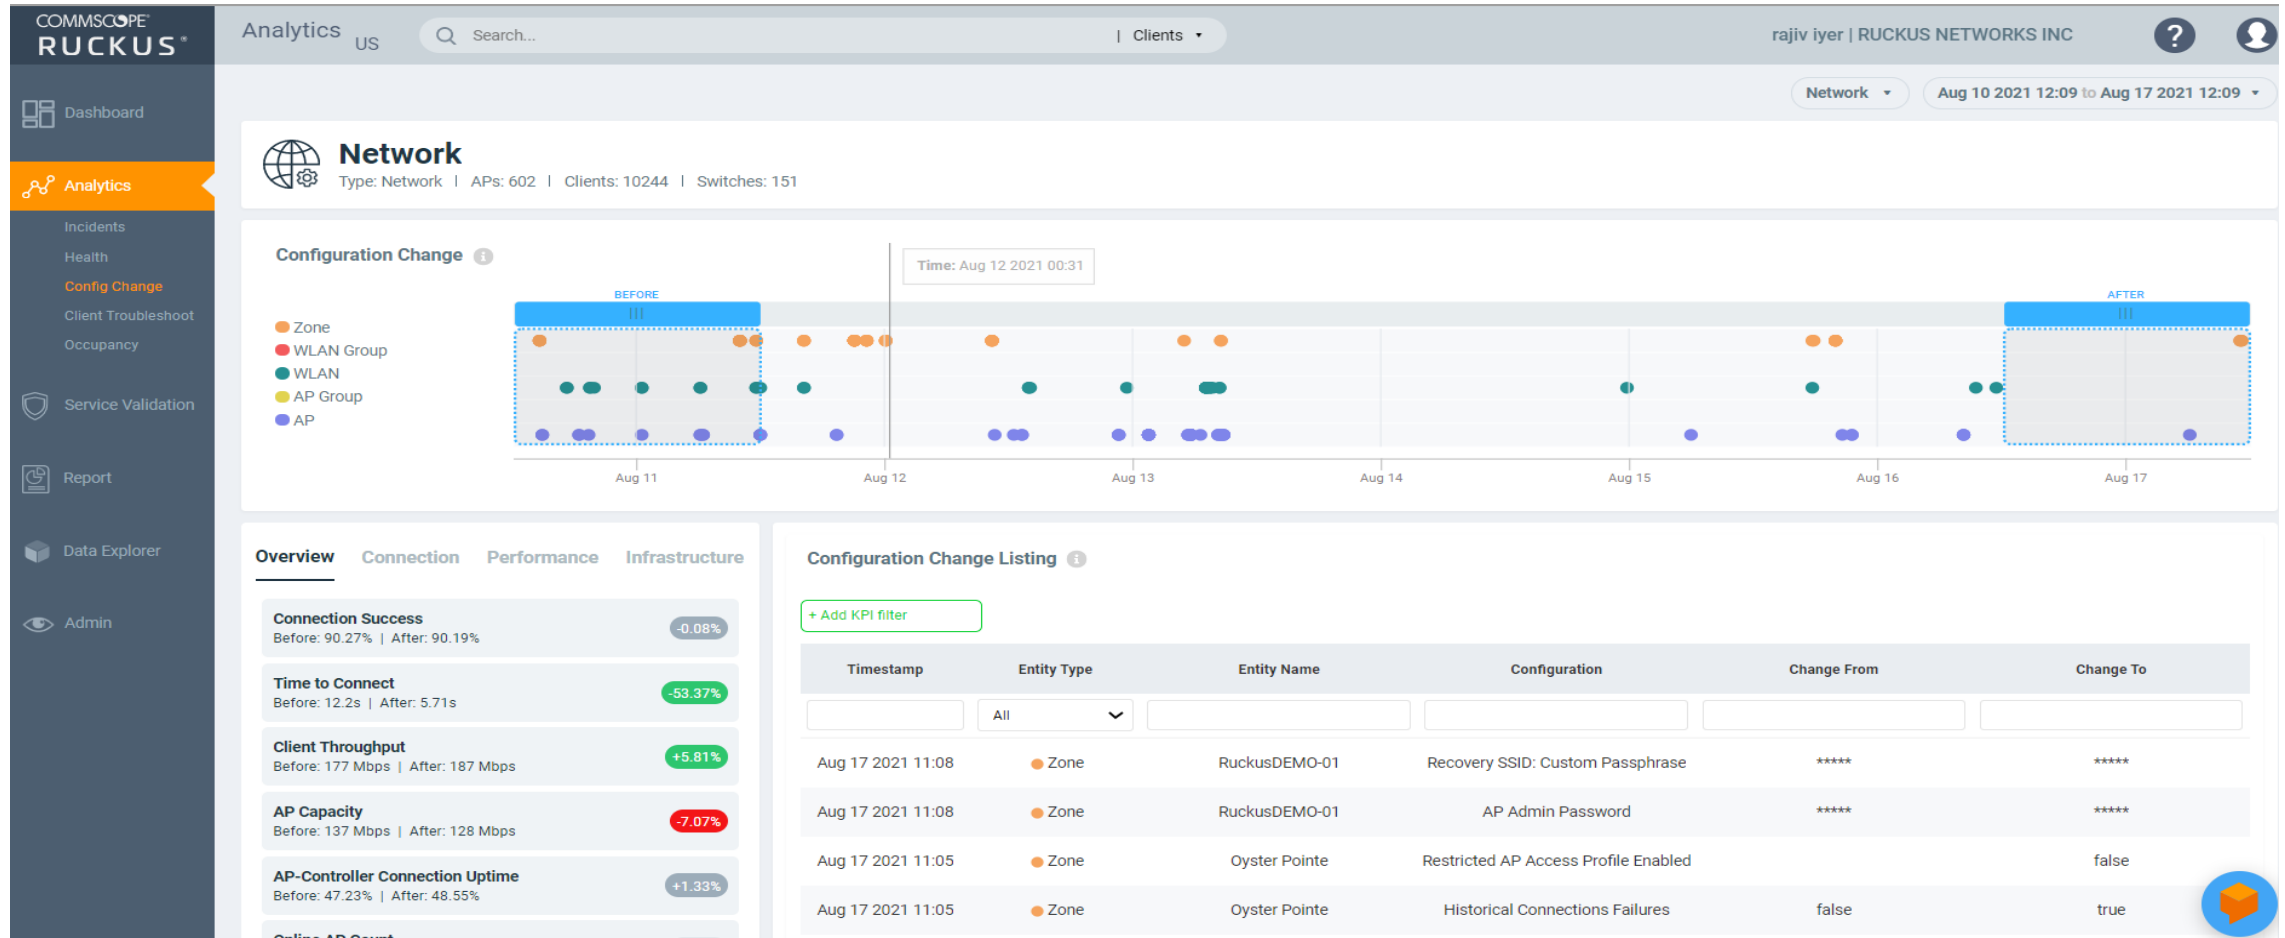 COMMSCOPE®
RUCKUS®
Analytics US
Search...
| Clients
rajiv iyer | RUCKUS NETWORKS INC
?
Dashboard
Analytics
Incidents
Health
Config Change
Client Troubleshoot
Occupancy
Service Validation
Report
Data Explorer
Admin
Network
Aug 10 2021 12:09 to Aug 17 2021 12:09
Network
Type: Network | APs: 602 | Clients: 10244 | Switches: 151
Configuration Change i
Time: Aug 12 2021 00:31
BEFORE
AFTER
Zone
WLAN Group
WLAN
AP Group
AP
Aug 11 Aug 12 Aug 13 Aug 14 Aug 15 Aug 16 Aug 17
Overview Connection Performance Infrastructure
Connection Success
Before: 90.27% | After: 90.19%
-0.08%
Time to Connect
Before: 12.2s | After: 5.71s
-53.37%
Client Throughput
Before: 177 Mbps | After: 187 Mbps
+5.81%
AP Capacity
Before: 137 Mbps | After: 128 Mbps
-7.07%
AP-Controller Connection Uptime
Before: 47.23% | After: 48.55%
+1.33%
Online AP Count
Configuration Change Listing i
+ Add KPI filter
Timestamp Entity Type Entity Name Configuration Change From Change To
All
Aug 17 2021 11:08 Zone RuckusDEMO-01 Recovery SSID: Custom Passphrase ***** *****
Aug 17 2021 11:08 Zone RuckusDEMO-01 AP Admin Password ***** *****
Aug 17 2021 11:05 Zone Oyster Pointe Restricted AP Access Profile Enabled false
Aug 17 2021 11:05 Zone Oyster Pointe Historical Connections Failures false true